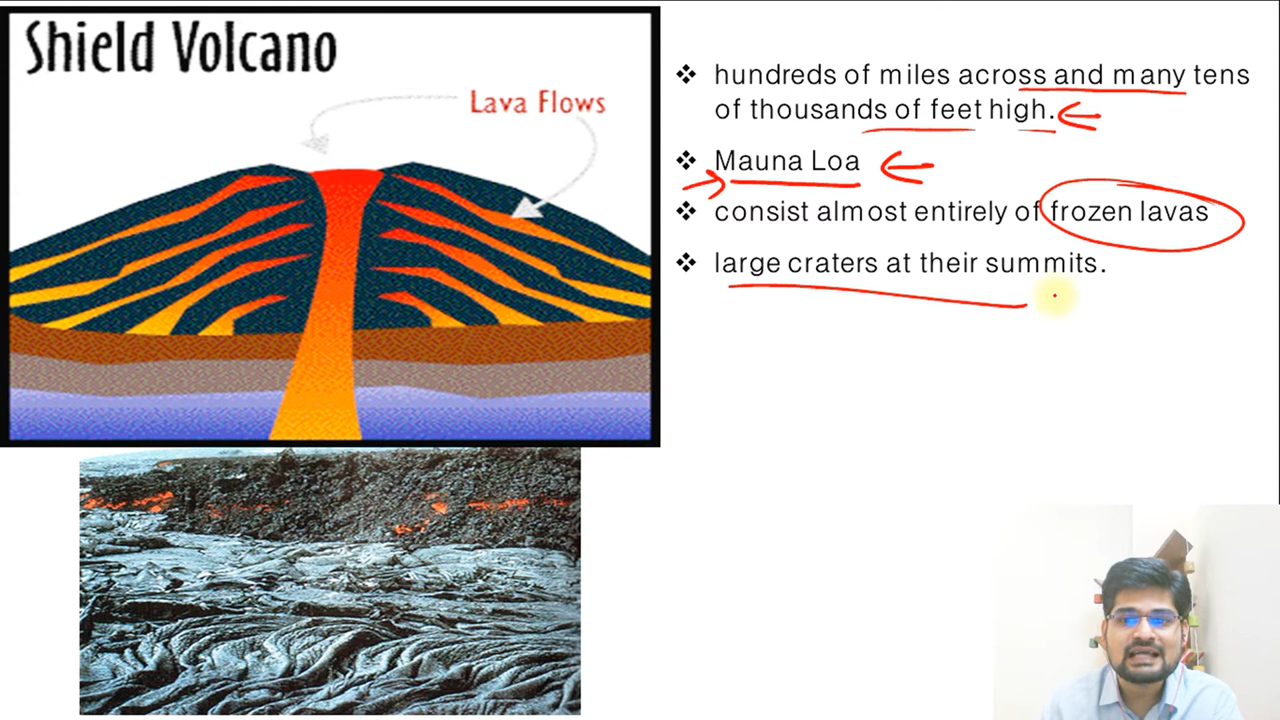 Shield Volcano
Lava Flows
❖ hundreds of miles across and many tens
of thousands of feet high.
❖ Mauna Loa
❖ consist almost entirely of frozen lavas
❖ large craters at their summits.